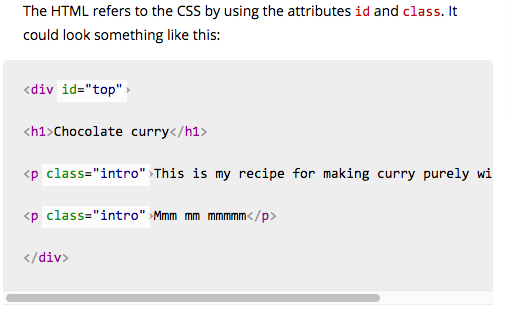 The HTML refers to the CSS by using the attributes id and class. It
could look something like this:
<div id="top">
<h1>Chocolate curry</h1>
<p class="intro">This is my recipe for making curry purely wi
<p class="intro">Mmm mm mmmmm</p>
</div>